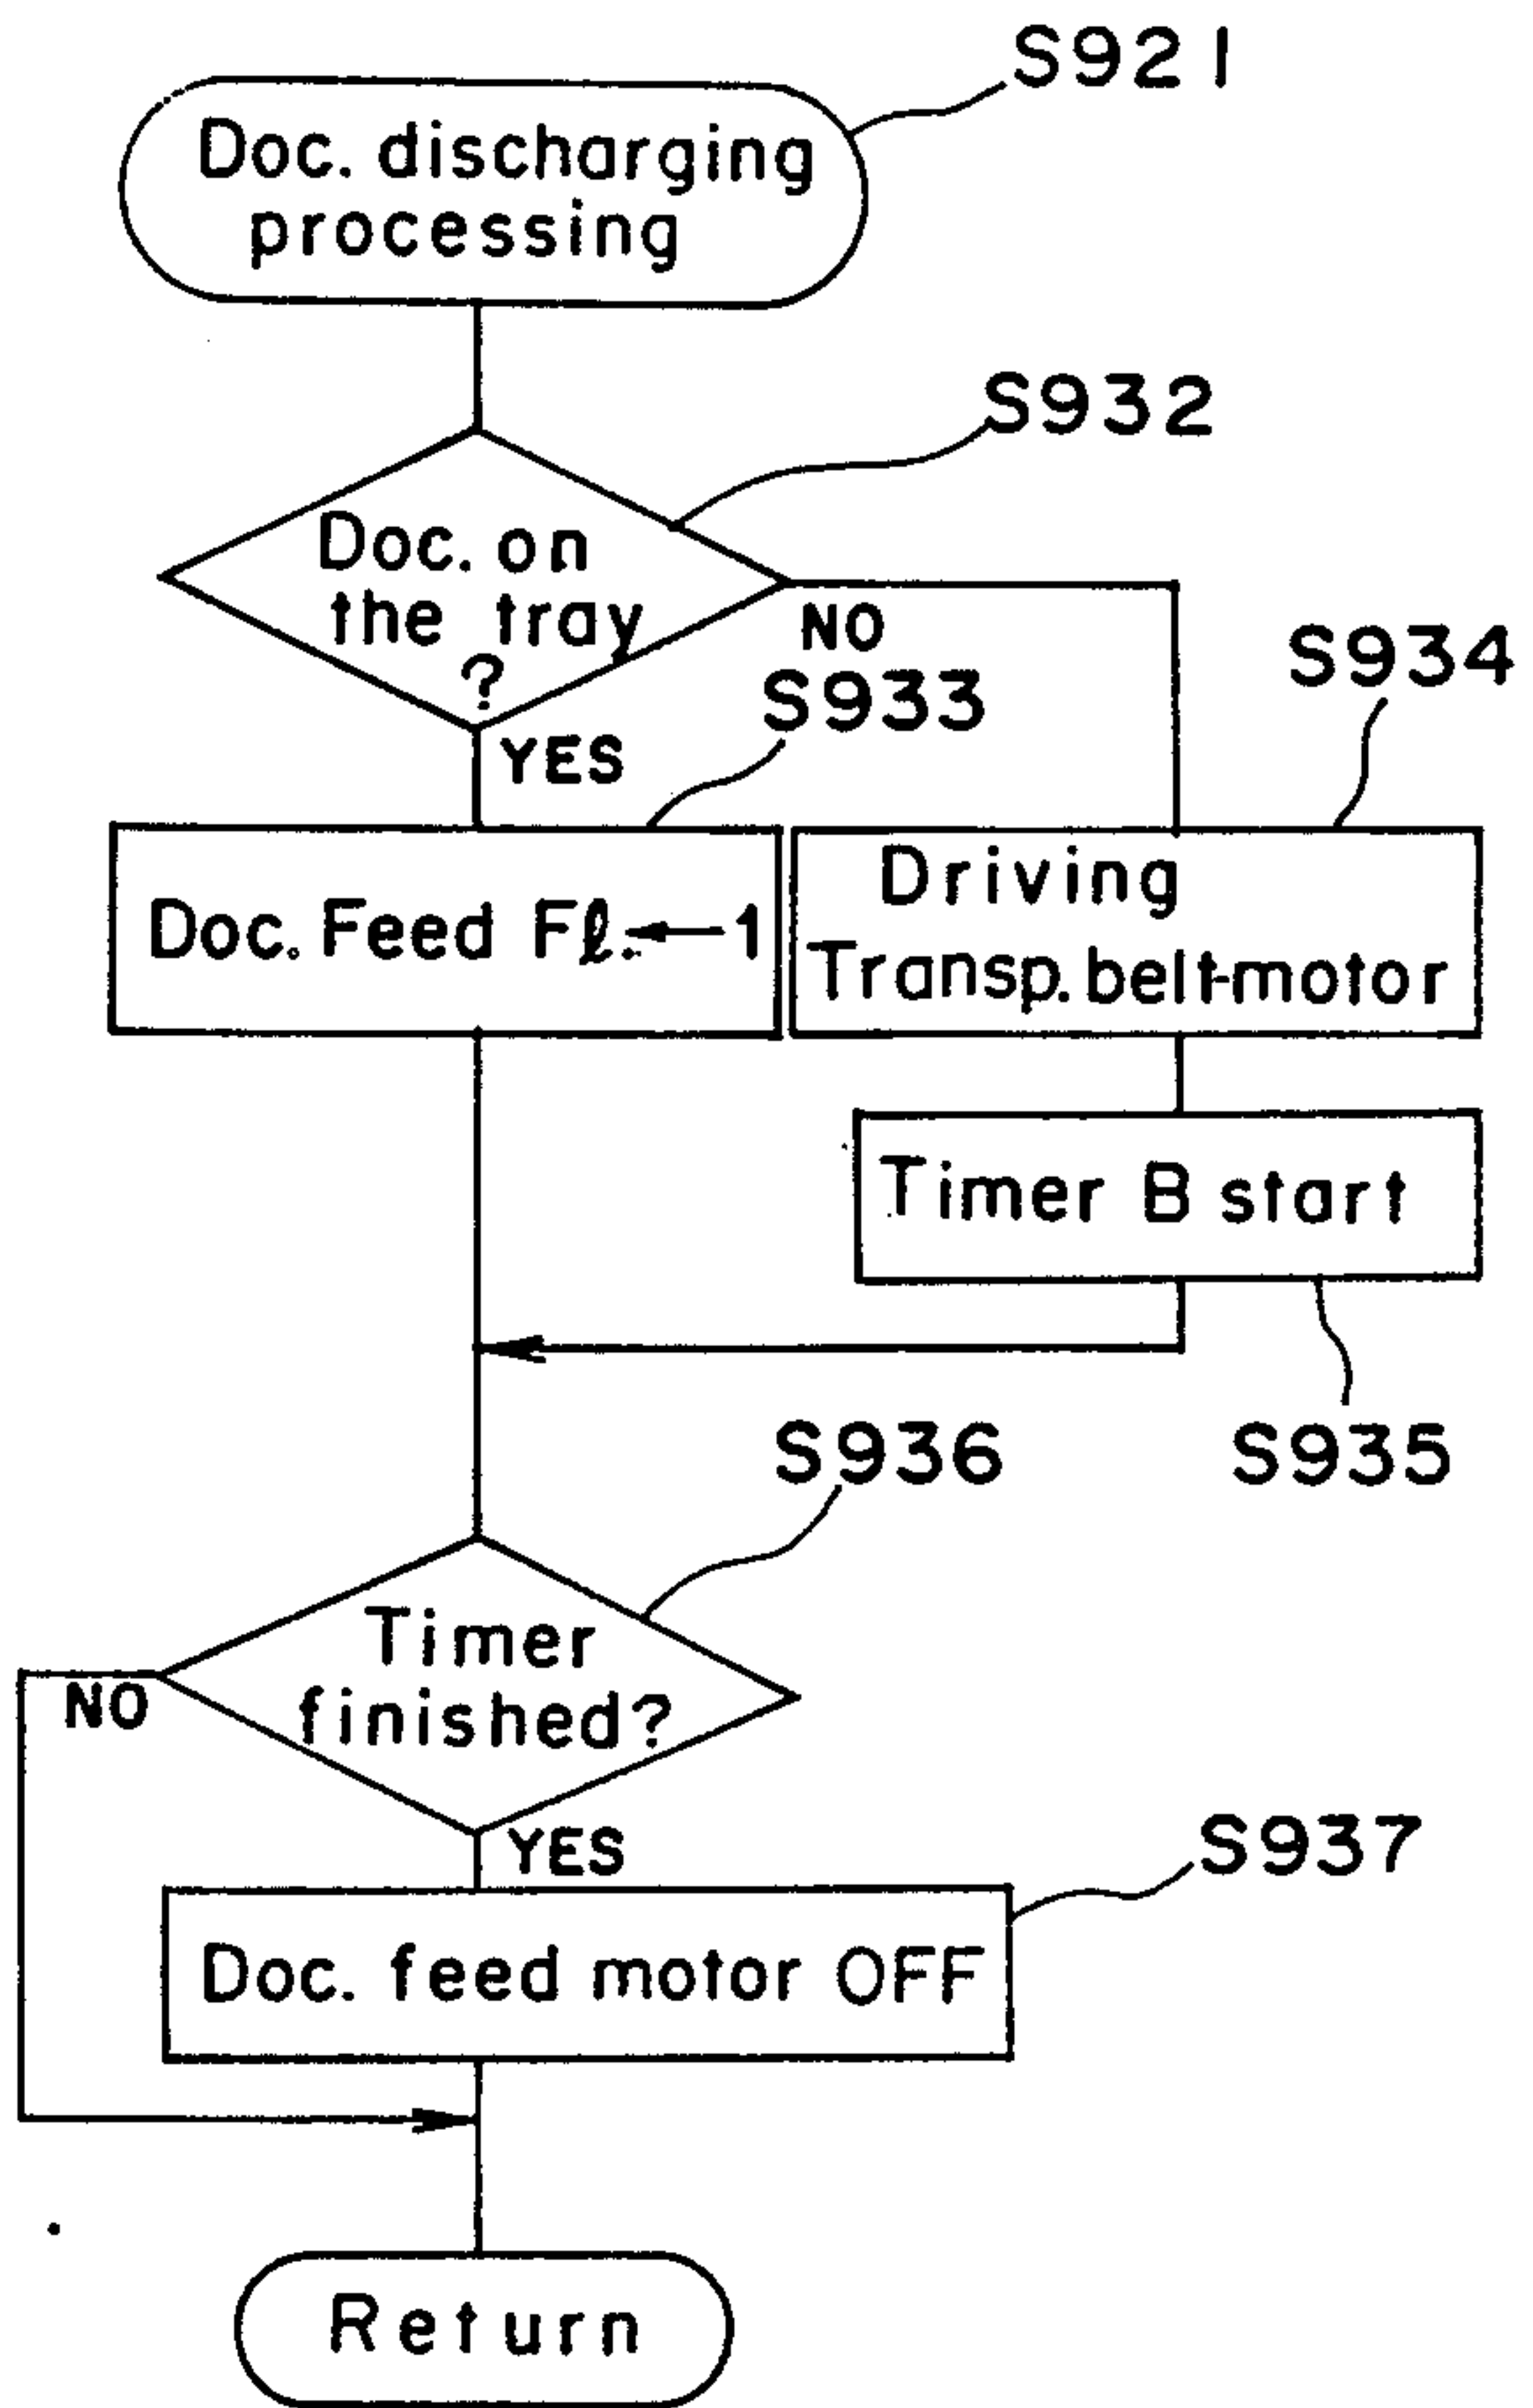 S921
Doc. discharging
processing
S932
Doc. on
the tray
?
NO
S933
S934
YES
Doc. Feed Fℓ.←1
Driving
Transp. belt-motor
Timer B start
S935
S936
Timer
finished?
NO
YES
S937
Doc. feed motor OFF
Return